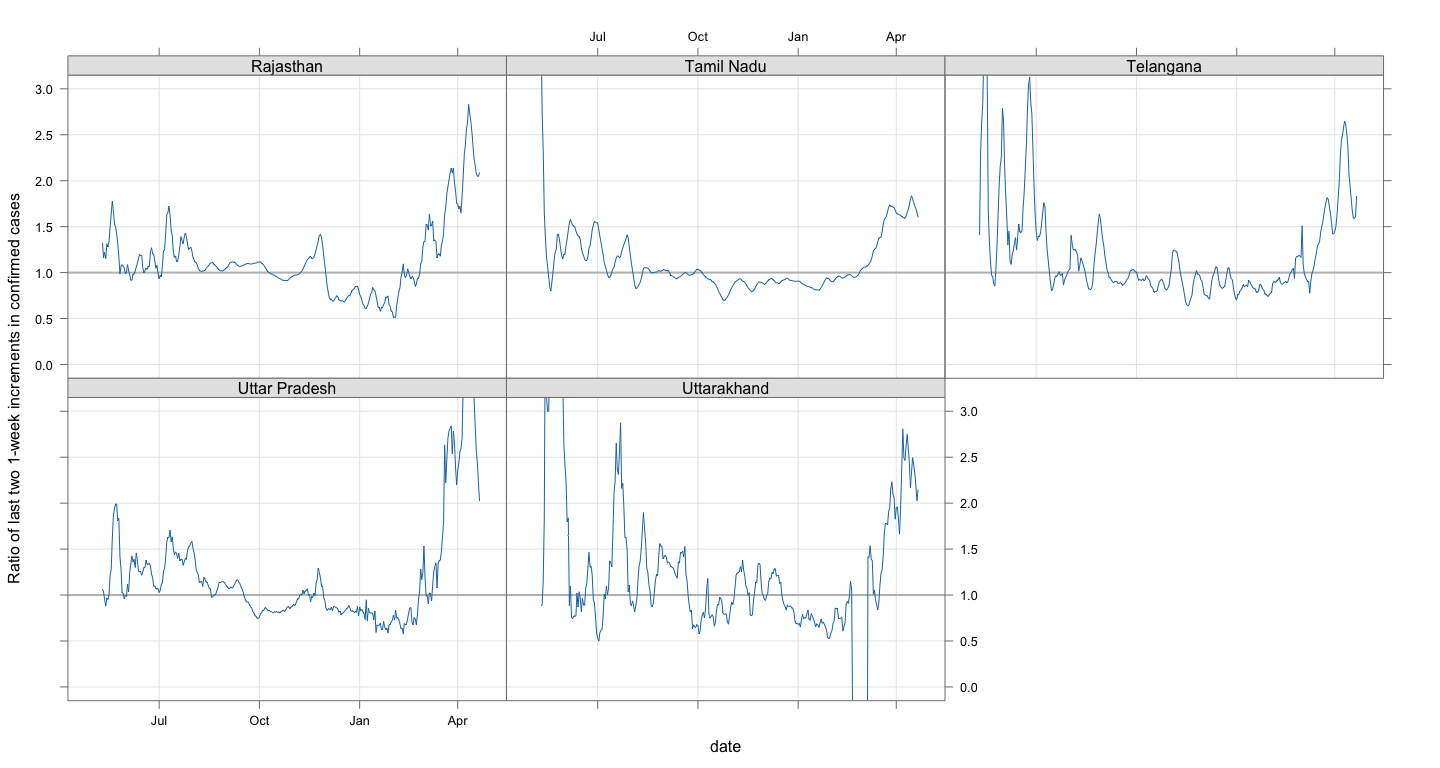 Jul Oct Jan Apr
Rajasthan Tamil Nadu Telangana
3.0
2.5
2.0
1.5
1.0
0.5
0.0
Ratio of last two 1-week increments in confirmed cases
Uttar Pradesh Uttarakhand
3.0
2.5
2.0
1.5
1.0
0.5
0.0
Jul Oct Jan Apr
date